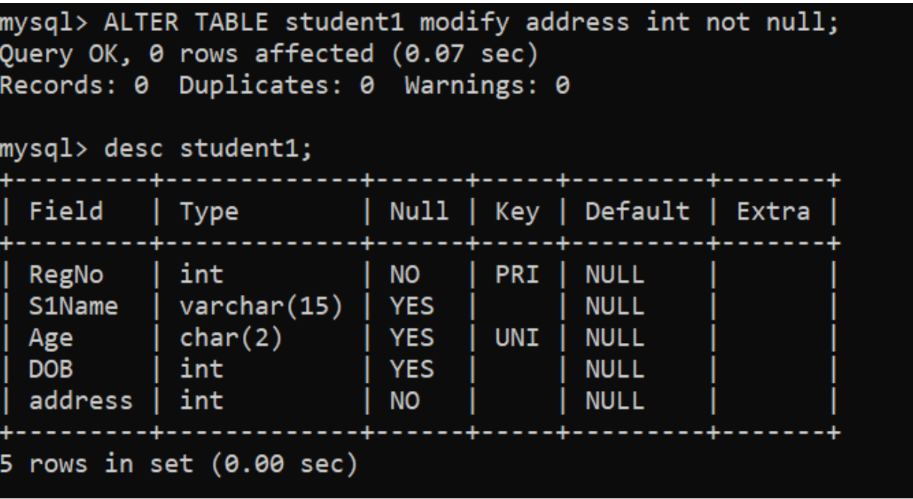 mysql> ALTER TABLE student1 modify address int not null;
Query OK, 0 rows affected (0.07 sec)
Records: 0  Duplicates: 0  Warnings: 0

mysql> desc student1;
+---------+-------------+------+-----+---------+-------+
| Field   | Type        | Null | Key | Default | Extra |
+---------+-------------+------+-----+---------+-------+
| RegNo   | int         | NO   | PRI | NULL    |       |
| S1Name  | varchar(15) | YES  |     | NULL    |       |
| Age     | char(2)     | YES  | UNI | NULL    |       |
| DOB     | int         | YES  |     | NULL    |       |
| address | int         | NO   |     | NULL    |       |
+---------+-------------+------+-----+---------+-------+
5 rows in set (0.00 sec)